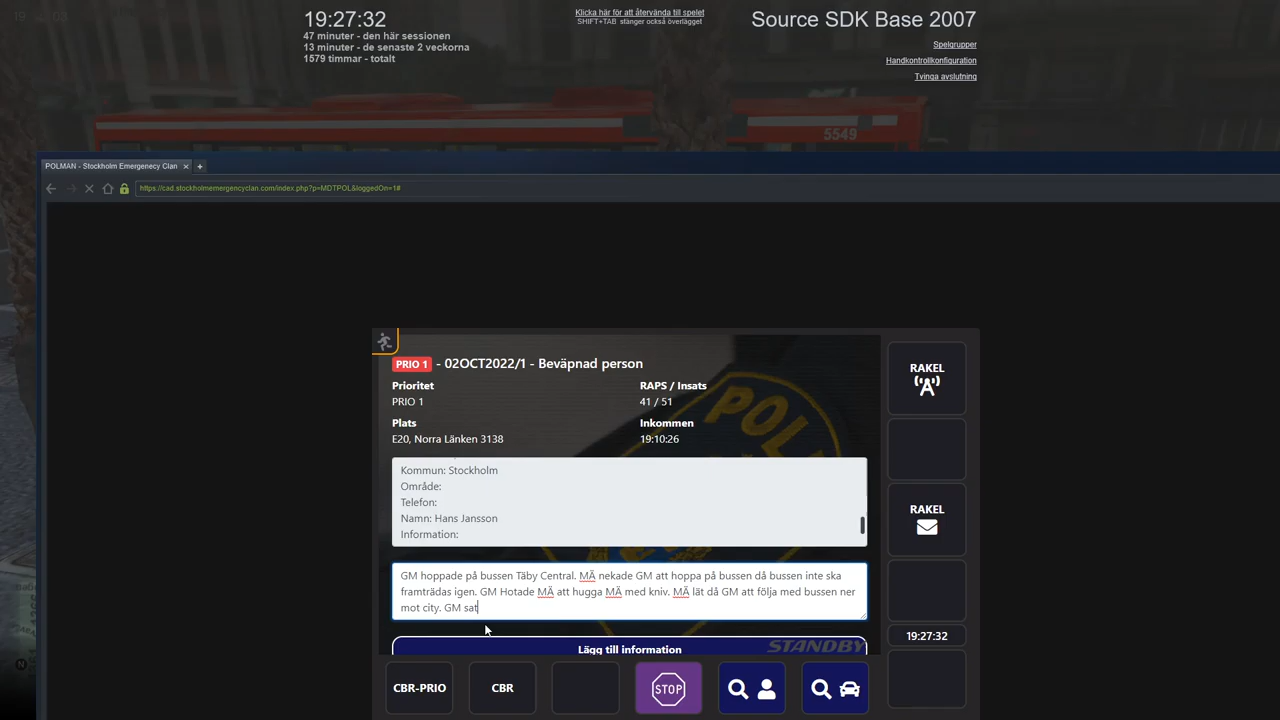 19:27:32
47 minuter - den här sessionen
13 minuter - de senaste 2 veckorna
1579 timmar - totalt
Klicka här för att återvända till spelet
SHIFT+TAB stänger också överlägget
Source SDK Base 2007
Spelgrupper
Handkontrollkonfiguration
Tvinga avslutning
5549
POLMAN - Stockholm Emergenecy Clan
https://cad.stockholmemergencyclan.com/index.php?p=MDTPOL&loggedOn=1#
PRIO 1 - 02OCT2022/1 - Beväpnad person
Prioritet
PRIO 1
RAPS / Insats
41 / 51
Plats
E20, Norra Länken 3138
Inkommen
19:10:26
Kommun: Stockholm
Område:
Telefon:
Namn: Hans Jansson
Information:
GM hoppade på bussen Täby Central. MÄ nekade GM att hoppa på bussen då bussen inte ska
framträdas igen. GM Hotade MÄ att hugga MÄ med kniv. MÄ lät då GM att följa med bussen ner
mot city. GM sat
Lägg till information
STANDBY
RAKEL
RAKEL
19:27:32
CBR-PRIO
CBR
STOP